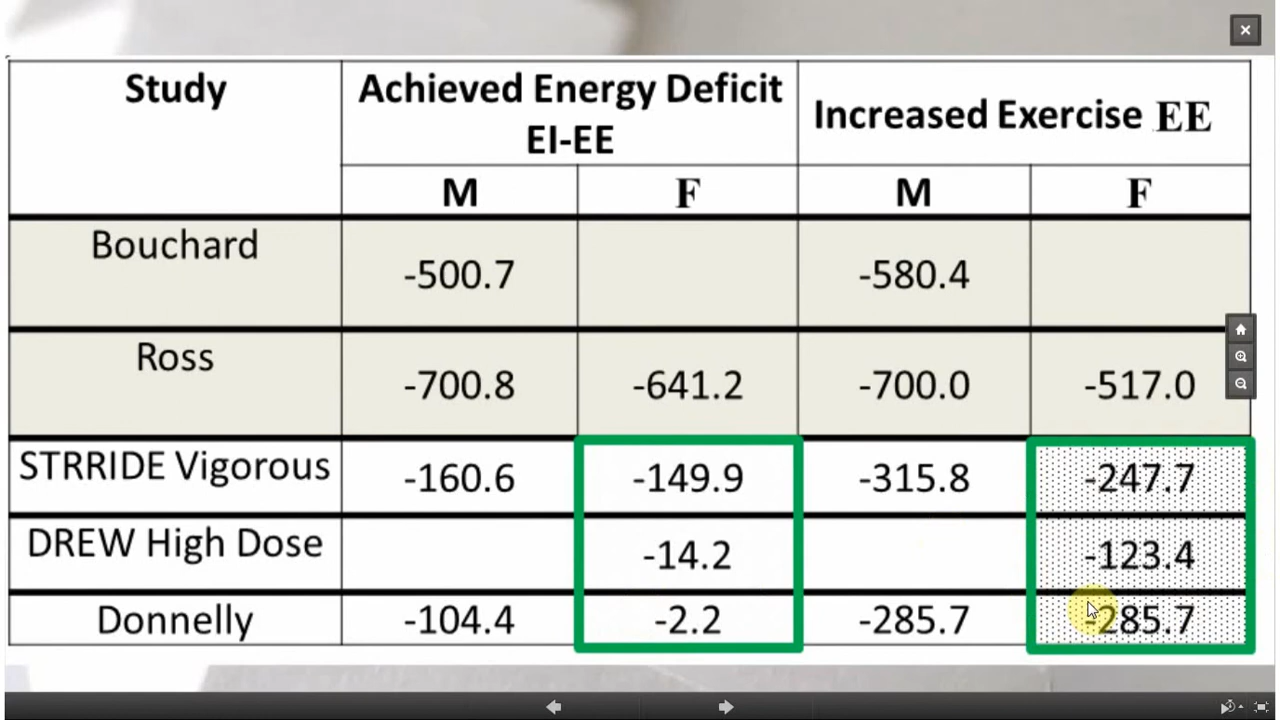 Study
Achieved Energy Deficit
EI-EE
Increased Exercise EE
M F M F
Bouchard -500.7 -580.4
Ross -700.8 -641.2 -700.0 -517.0
STRRIDE Vigorous -160.6 -149.9 -315.8 -247.7
DREW High Dose -14.2 -123.4
Donnelly -104.4 -2.2 -285.7 -285.7